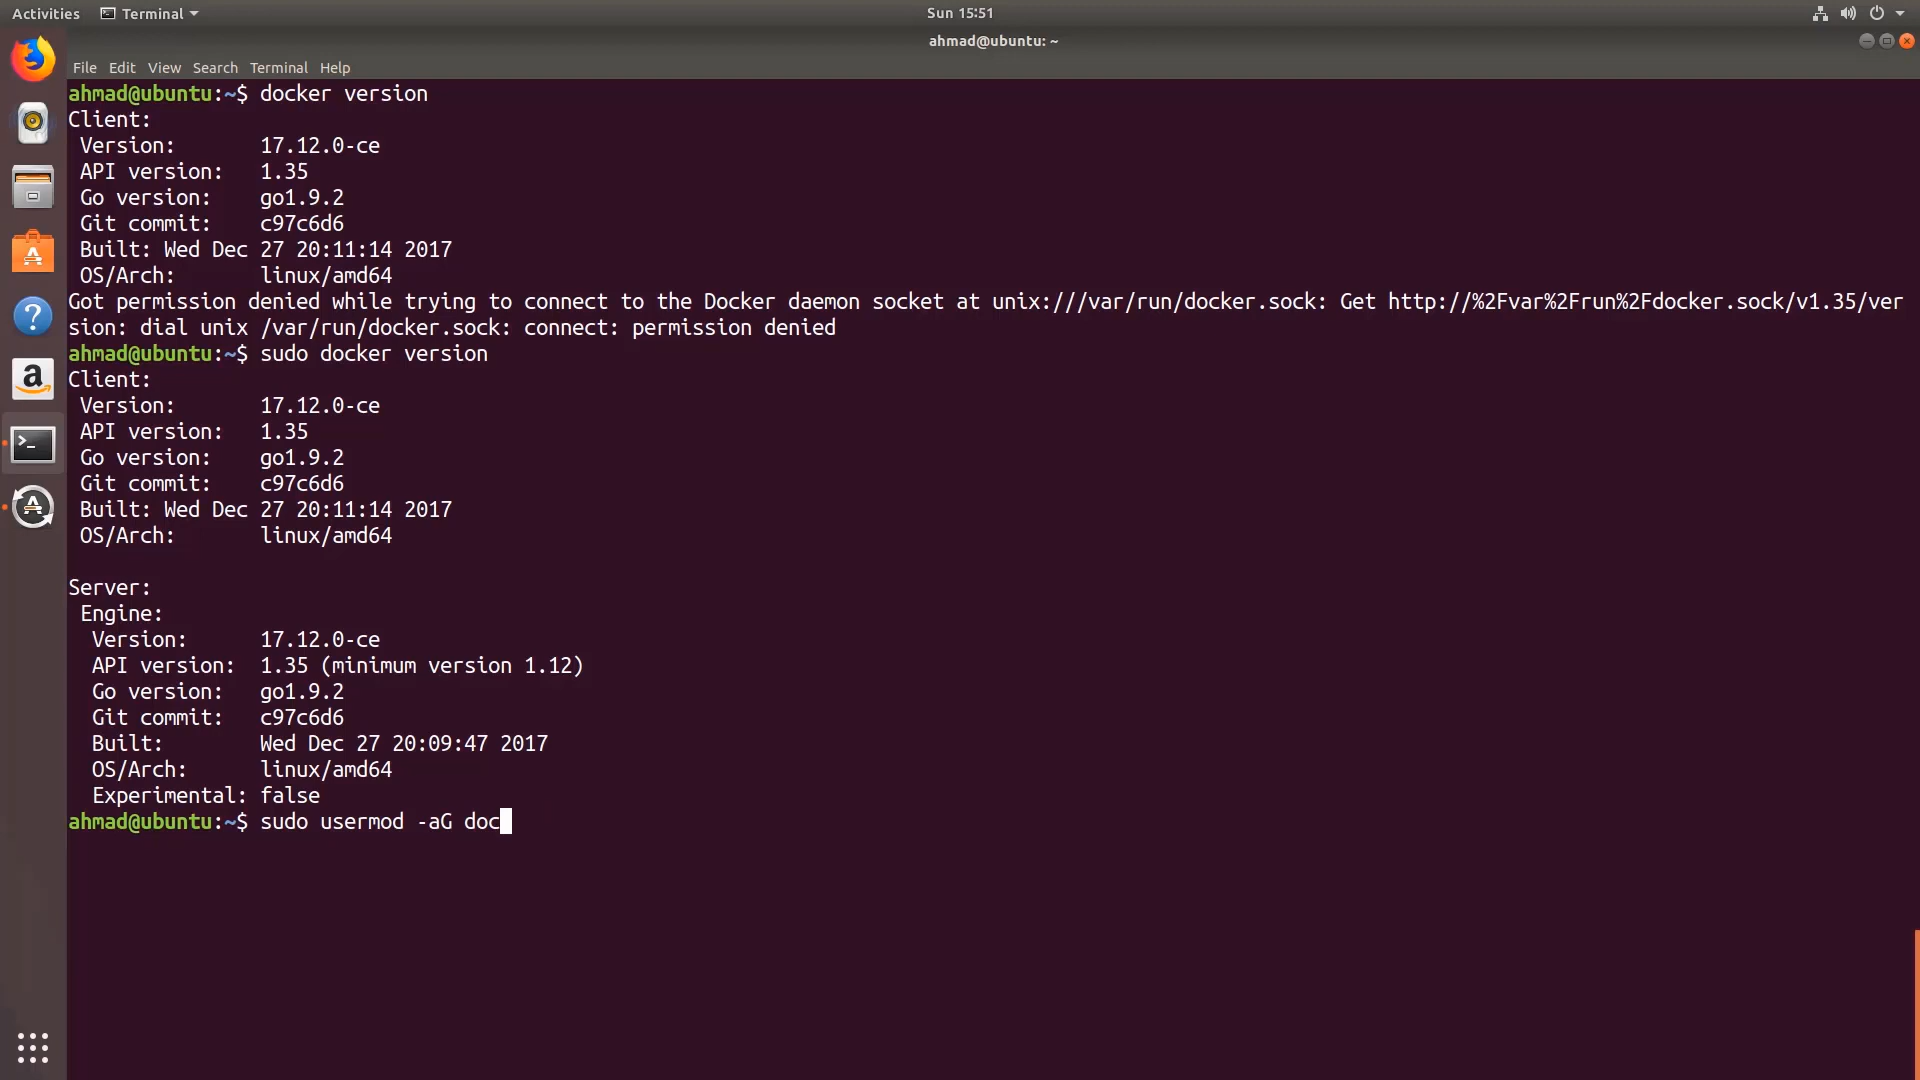 Activities Terminal Sun 15:51
ahmad@ubuntu: ~
File Edit View Search Terminal Help
ahmad@ubuntu:~$ docker version
Client:
 Version:       17.12.0-ce
 API version:   1.35
 Go version:    go1.9.2
 Git commit:    c97c6d6
 Built: Wed Dec 27 20:11:14 2017
 OS/Arch:       linux/amd64
Got permission denied while trying to connect to the Docker daemon socket at unix:///var/run/docker.sock: Get http://%2Fvar%2Frun%2Fdocker.sock/v1.35/ver
sion: dial unix /var/run/docker.sock: connect: permission denied
ahmad@ubuntu:~$ sudo docker version
Client:
 Version:       17.12.0-ce
 API version:   1.35
 Go version:    go1.9.2
 Git commit:    c97c6d6
 Built: Wed Dec 27 20:11:14 2017
 OS/Arch:       linux/amd64

Server:
 Engine:
  Version:      17.12.0-ce
  API version:  1.35 (minimum version 1.12)
  Go version:   go1.9.2
  Git commit:   c97c6d6
  Built:        Wed Dec 27 20:09:47 2017
  OS/Arch:      linux/amd64
  Experimental: false
ahmad@ubuntu:~$ sudo usermod -aG doc